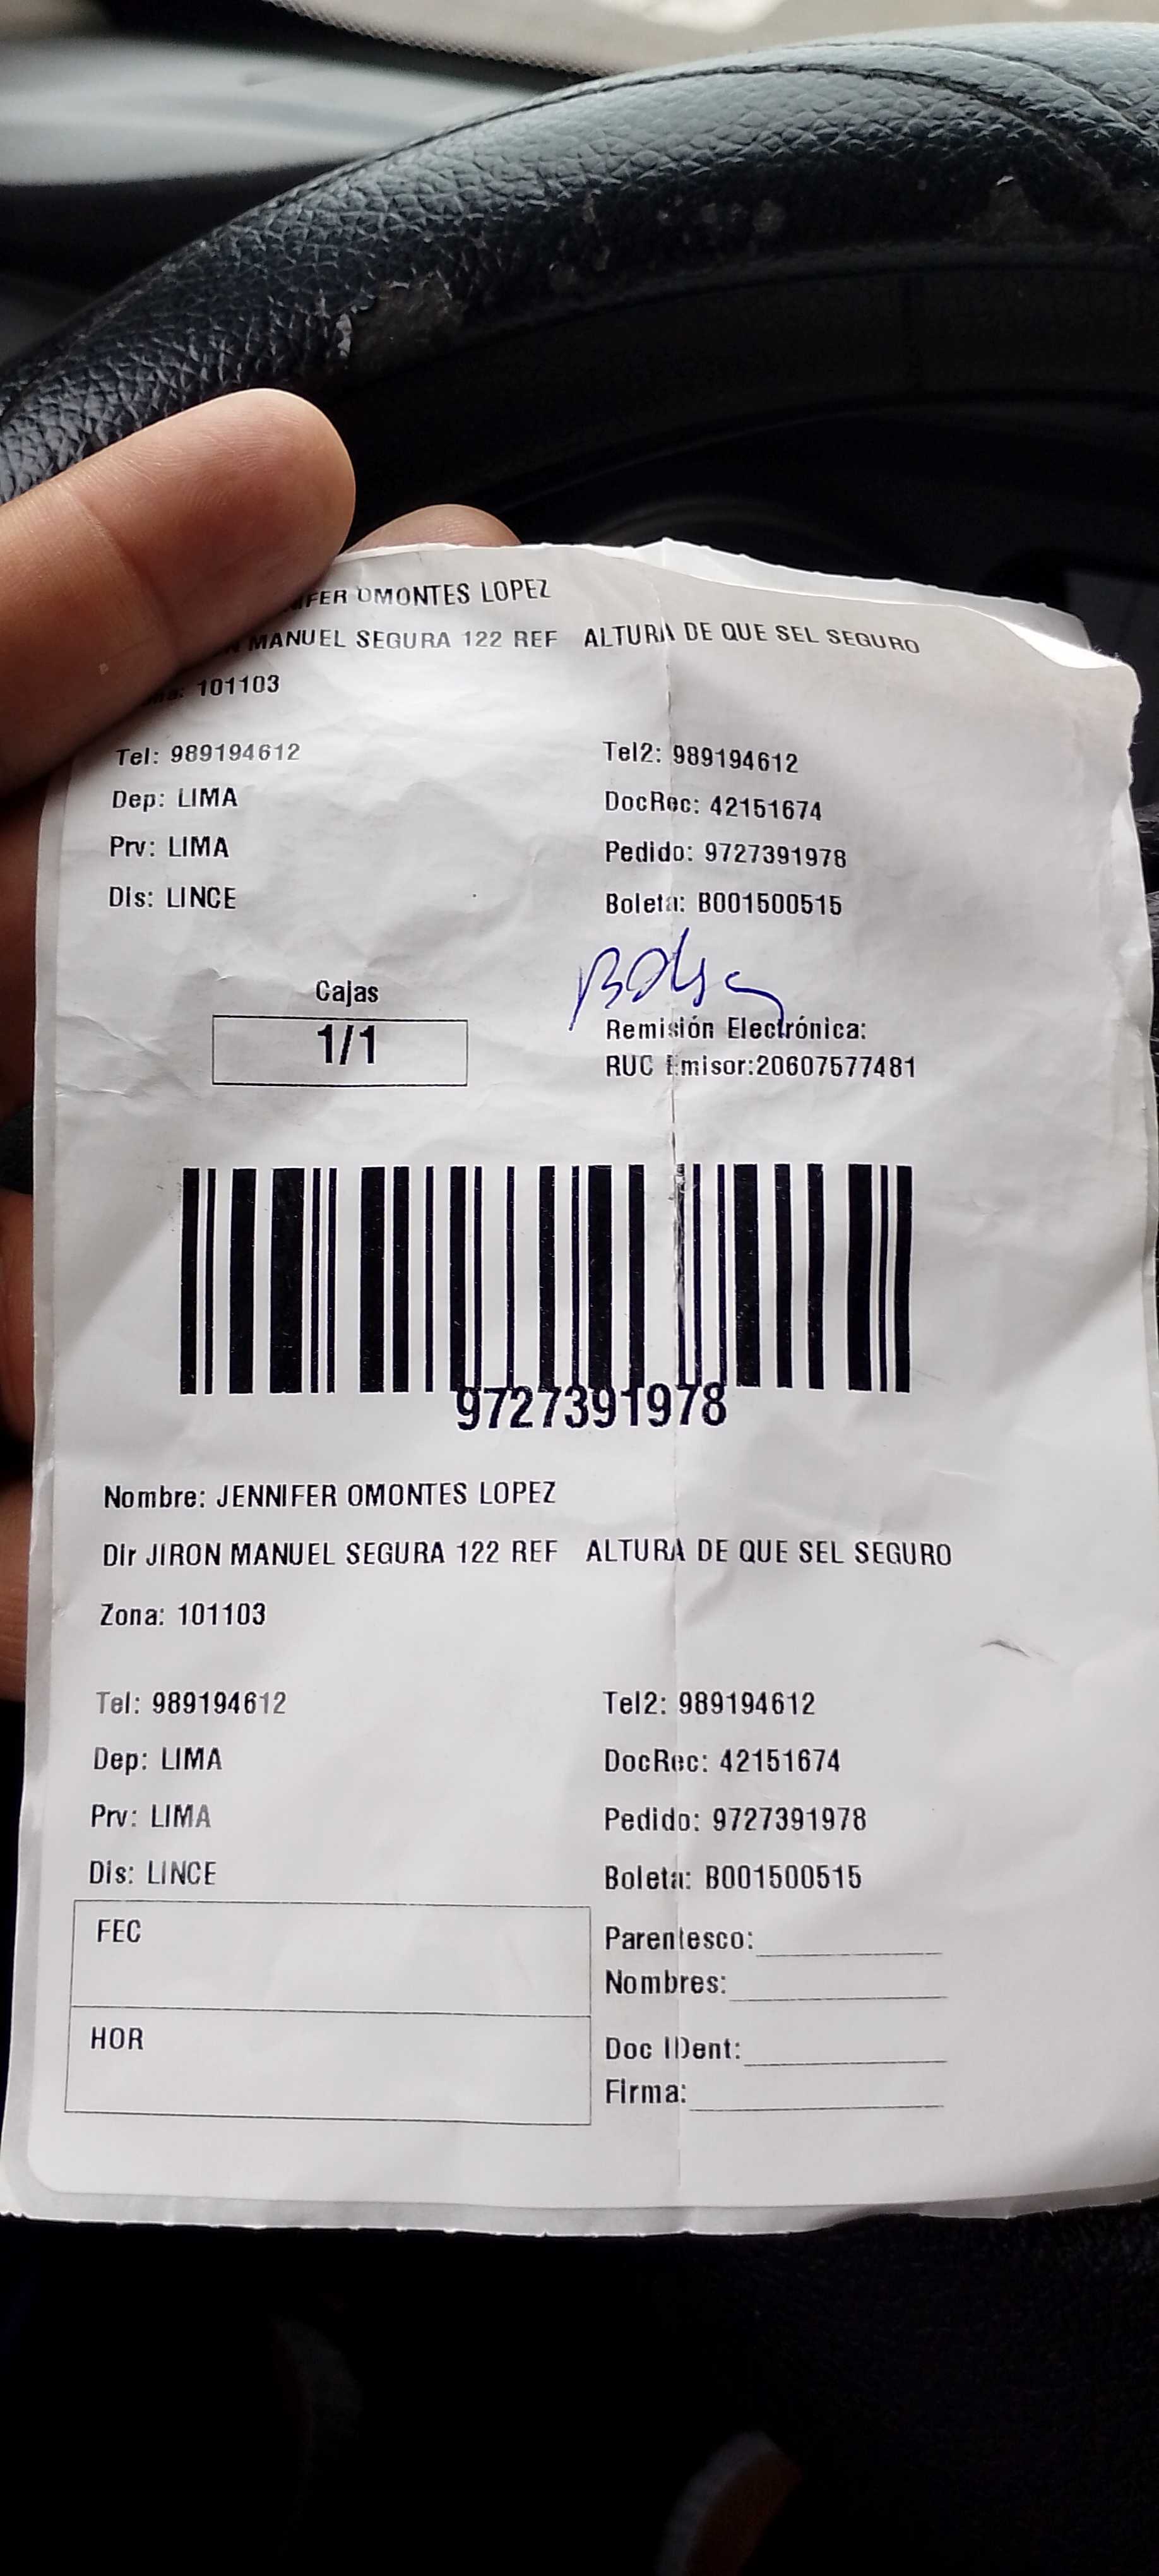 OMONTES LOPEZ
MANUEL SEGURA 122 REF ALTURA DE QUE SEL SEGURO
101103
Tel: 989194612 Tel2: 989194612
Dep: LIMA DocRec: 42151674
Prv: LIMA Pedido: 9727391978
Dis: LINCE Boleta: B001500515
Bolsa
Cajas
1/1
Remisión Electrónica:
RUC Emisor:20607577481
9727391978
Nombre: JENNIFER OMONTES LOPEZ
Dir JIRON MANUEL SEGURA 122 REF ALTURA DE QUE SEL SEGURO
Zona: 101103
Tel: 989194612 Tel2: 989194612
Dep: LIMA DocRec: 42151674
Prv: LIMA Pedido: 9727391978
Dis: LINCE Boleta: B001500515
FEC
HOR
Parentesco:
Nombres:
Doc IDent:
Firma: